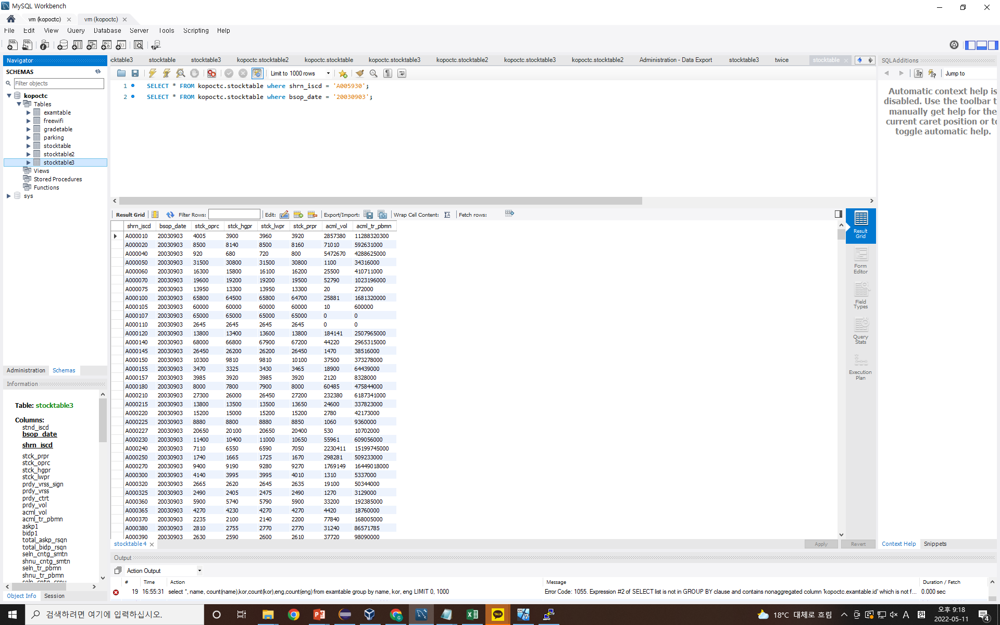 MySQL Workbench
vm (kopoctc)
vm (kopoctc)
File Edit View Query Database Server Tools Scripting Help
Navigator
SCHEMAS
Filter objects
kopoctc
Tables
examtable
freewifi
gradetable
parking
stocktable
stocktable2
stocktable3
Views
Stored Procedures
Functions
sys
Administration Schemas
Information
Table: stocktable3
Columns:
stnd_iscd
bsop_date
shrn_iscd
stck_prpr
stck_oprc
stck_hgpr
stck_lwpr
prdy_vrss_sign
prdy_vrss
prdy_ctrt
prdy_vol
acml_vol
acml_tr_pbmn
askp1
bidp1
total_askp_rsqn
total_bidp_rsqn
seln_cntg_smtn
shnu_cntg_smtn
seln_tr_pbmn
shnu_tr_pbmn
seln_cntg_csnu
Object Info Session
cktable3 stocktable stocktable3 kopoctc.stocktable2 kopoctc.stocktable kopoctc.stocktable3 kopoctc.stocktable2 kopoctc.stocktable3 kopoctc.stocktable2 Administration - Data Export stocktable3 twice stocktable
Limit to 1000 rows
1 SELECT * FROM kopoctc.stocktable where shrn_iscd = 'A005930';
2 SELECT * FROM kopoctc.stocktable where bsop_date = '20030903';
Result Grid Filter Rows: Edit: Export/Import: Wrap Cell Content: Fetch rows:
shrn_iscd bsop_date stck_oprc stck_hgpr stck_lwpr stck_prpr acml_vol acml_tr_pbmn
A000010 20030903 4005 3900 3960 3920 2857380 11288320300
A000020 20030903 8500 8140 8500 8160 71010 592631000
A000040 20030903 920 680 720 800 5472670 4288625000
A000050 20030903 31500 30800 31500 30800 1100 34316000
A000060 20030903 16300 15800 16100 16200 25500 410711000
A000070 20030903 19600 19200 19200 19500 52790 1023196000
A000075 20030903 13950 13300 13950 13300 20 272000
A000100 20030903 65800 64500 65800 64700 25881 1681320000
A000105 20030903 60000 60000 60000 60000 10 600000
A000107 20030903 65000 65000 65000 65000 0 0
A000110 20030903 2645 2645 2645 2645 0 0
A000120 20030903 13800 13400 13600 13800 184141 2507965000
A000140 20030903 68000 66800 67900 67200 44220 2965315000
A000145 20030903 26450 26200 26200 26450 1470 38516000
A000150 20030903 10300 9810 9810 10100 37500 373278000
A000155 20030903 3470 3325 3430 3465 18900 64439000
A000157 20030903 3985 3920 3985 3920 2120 8328000
A000180 20030903 8000 7800 7900 8000 60485 475844000
A000210 20030903 27300 26000 26450 27200 232380 6187341000
A000215 20030903 13800 13500 13500 13650 24600 337823000
A000220 20030903 15200 15000 15200 15200 2780 42173000
A000225 20030903 8880 8800 8880 8850 1060 9360000
A000227 20030903 20650 20100 20650 20400 530 10702000
A000230 20030903 11400 10400 11000 10650 55961 609056000
A000240 20030903 7110 6550 6590 7050 2230411 15199745000
A000250 20030903 1740 1665 1725 1670 298281 509233000
A000270 20030903 9400 9190 9280 9270 1769149 16449018000
A000300 20030903 4140 3995 3995 4010 1310 5337000
A000320 20030903 2665 2620 2645 2635 19100 50344000
A000325 20030903 2490 2405 2475 2490 1270 3129000
A000360 20030903 5900 5740 5790 5900 33200 192385000
A000365 20030903 4270 4230 4270 4270 4420 18760000
A000370 20030903 2235 2100 2140 2200 77840 168005000
A000380 20030903 2810 2755 2770 2770 31240 86571785
A000390 20030903 2630 2590 2600 2610 37720 98090000
Result Grid
Form Editor
Field Types
Query Stats
Execution Plan
stocktable 4
Apply Revert
SQLAdditions
Jump to
Automatic context help is
disabled. Use the toolbar t
manually get help for the
current caret position or to
toggle automatic help.
Context Help Snippets
Output
Action Output
# Time Action Message Duration / Fetch
19 16:55:31 select *, name, count(name),kor,count(kor),eng,count(eng) from examtable group by name, kor, eng LIMIT 0, 1000 Error Code: 1055. Expression #2 of SELECT list is not in GROUP BY clause and contains nonaggregated column 'kopoctc.examtable.id' which is not f... 0.000 sec
검색하려면 여기에 입력하십시오.
TALK
18°C 대체로 흐림
A
오후 9:18
2022-05-11
4